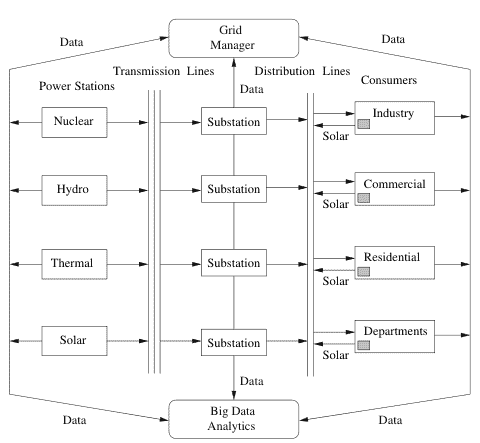 Grid
Manager
Data
Data
Transmission Lines
Distribution Lines
Power Stations
Consumers
Data
Nuclear
Substation
Industry
Solar
Hydro
Substation
Commercial
Solar
Thermal
Substation
Residential
Solar
Solar
Substation
Departments
Solar
Data
Big Data
Analytics
Data
Data